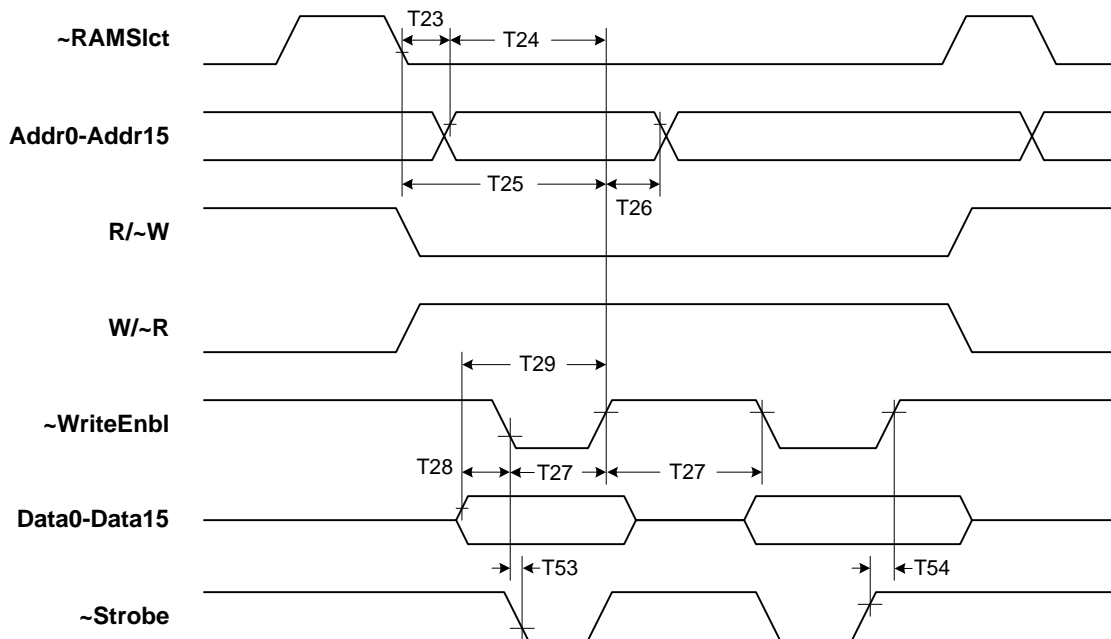 T23
~RAMSlct
T24
Addr0-Addr15
T25
T26
R/~W
W/~R
T29
~WriteEnbl
T28
T27
T27
Data0-Data15
T53
T54
~Strobe